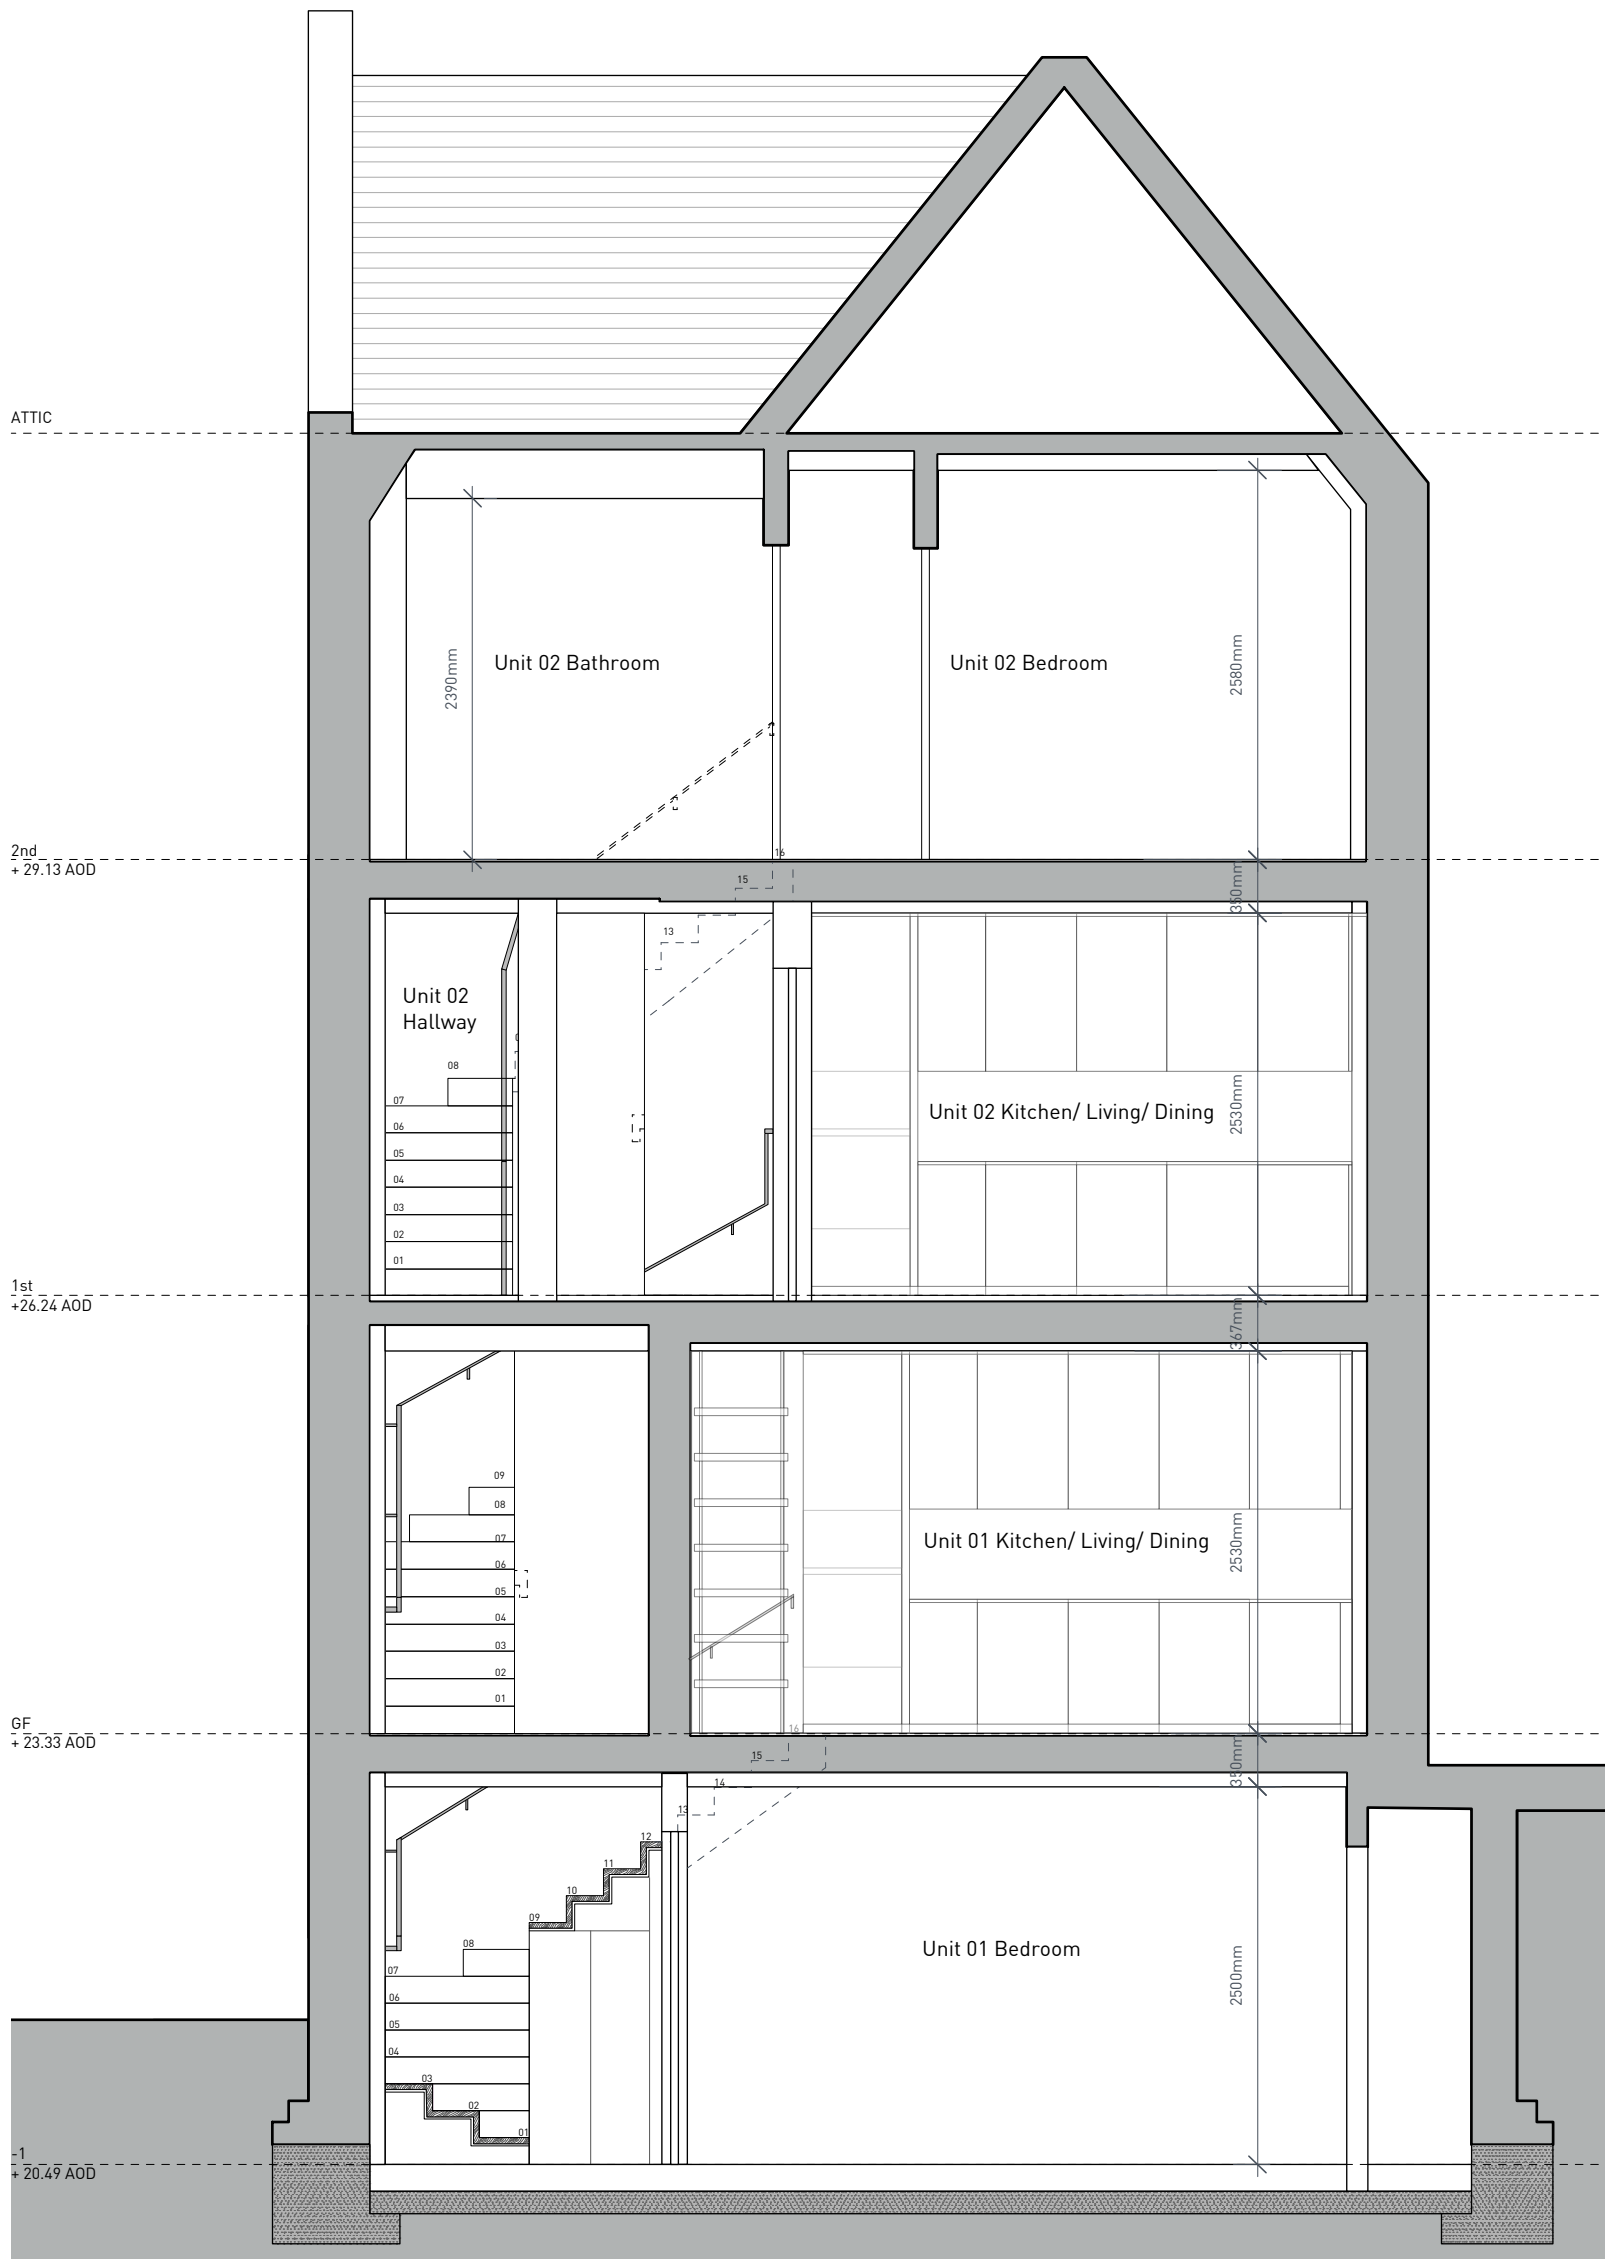 ATTIC
2390mm
Unit 02 Bathroom
Unit 02 Bedroom
2580mm
2nd
+ 29.13 AOD
16
15
13
350mm
Unit 02
Hallway
08
07
06
05
04
03
02
01
Unit 02 Kitchen/ Living/ Dining
2530mm
1st
+26.24 AOD
367mm
09
08
07
06
05
04
03
02
01
Unit 01 Kitchen/ Living/ Dining
2530mm
GF
+ 23.33 AOD
16
15
14
13
350mm
12
11
10
09
08
07
06
05
04
03
02
01
Unit 01 Bedroom
2500mm
-1
+ 20.49 AOD